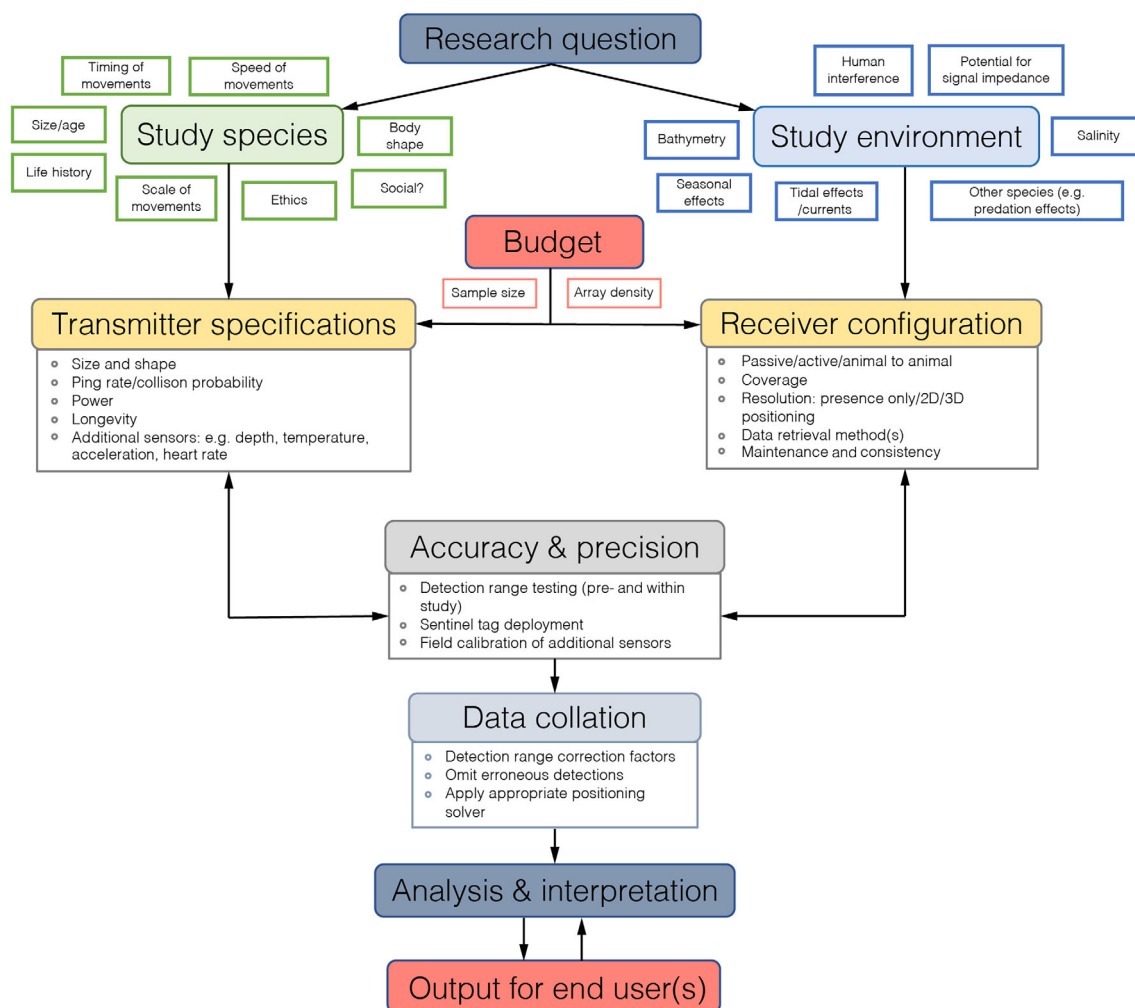 Research question
Timing of
movements
Speed of
movements
Human
interference
Potential for
signal impedance
Size/age
Study species
Body
shape
Bathymetry
Study environment
Salinity
Life history
Scale of
movements
Ethics
Social?
Seasonal
effects
Tidal effects
/currents
Other species (e.g.
predation effects)
Budget
Sample size
Array density
Transmitter specifications
Size and shape
Ping rate/collison probability
Power
Longevity
Additional sensors: e.g. depth, temperature,
acceleration, heart rate
Receiver configuration
Passive/active/animal to animal
Coverage
Resolution: presence only/2D/3D
positioning
Data retrieval method(s)
Maintenance and consistency
Accuracy & precision
Detection range testing (pre- and within
study)
Sentinel tag deployment
Field calibration of additional sensors
Data collation
Detection range correction factors
Omit erroneous detections
Apply appropriate positioning
solver
Analysis & interpretation
Output for end user(s)